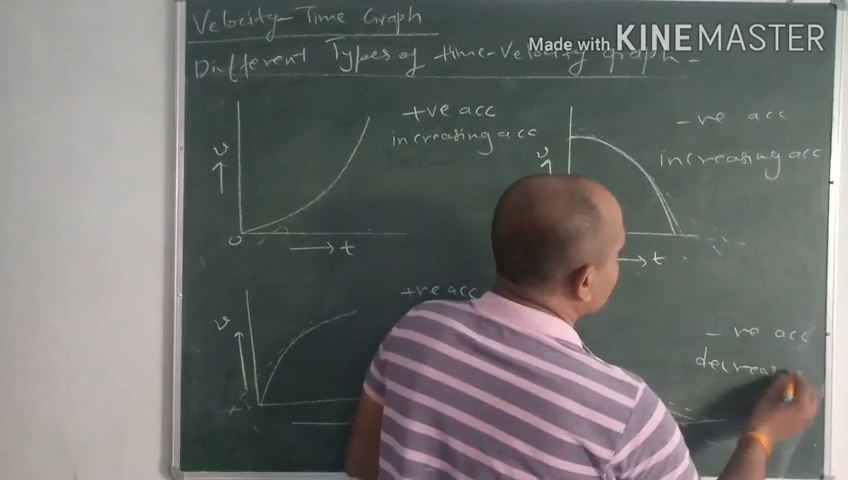 Velocity-Time Graph
Made with KINEMASTER
Different Types of time-Velocity graph -
+ve acc
increasing acc
v
O
t
-ve acc
increasing acc
v
t
+ve acc
v
-ve acc
decreas